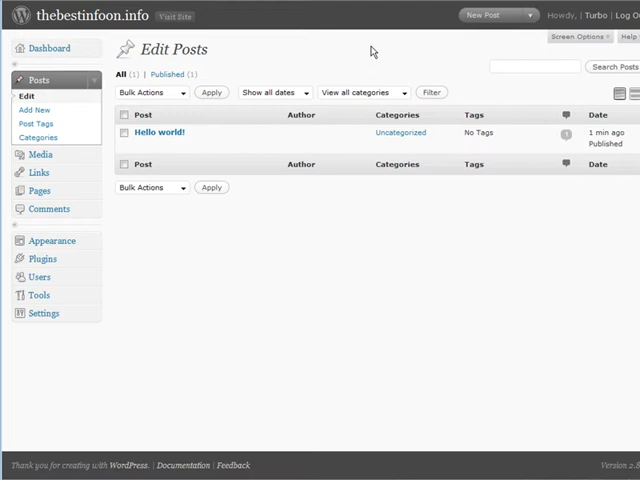 thebestinfoon.info Visit Site New Post Howdy, Turbo | Log O
Screen Options Help
Dashboard
Edit Posts
All (1) | Published (1)
Search Posts
Posts
Bulk Actions Apply Show all dates View all categories Filter
Edit
Add New
Post Tags
Categories
Post Author Categories Tags Date
Hello world! Uncategorized No Tags 1 1 min ago
Published
Media
Post Author Categories Tags Date
Links
Bulk Actions Apply
Pages
Comments
Appearance
Plugins
Users
Tools
Settings
Thank you for creating with WordPress. | Documentation | Feedback Version 2.8